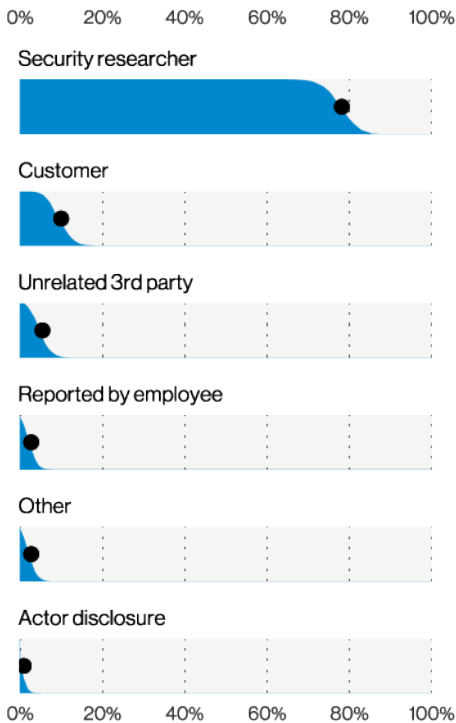 0% 20% 40% 60% 80% 100%
Security researcher
Customer
Unrelated 3rd party
Reported by employee
Other
Actor disclosure
0% 20% 40% 60% 80% 100%